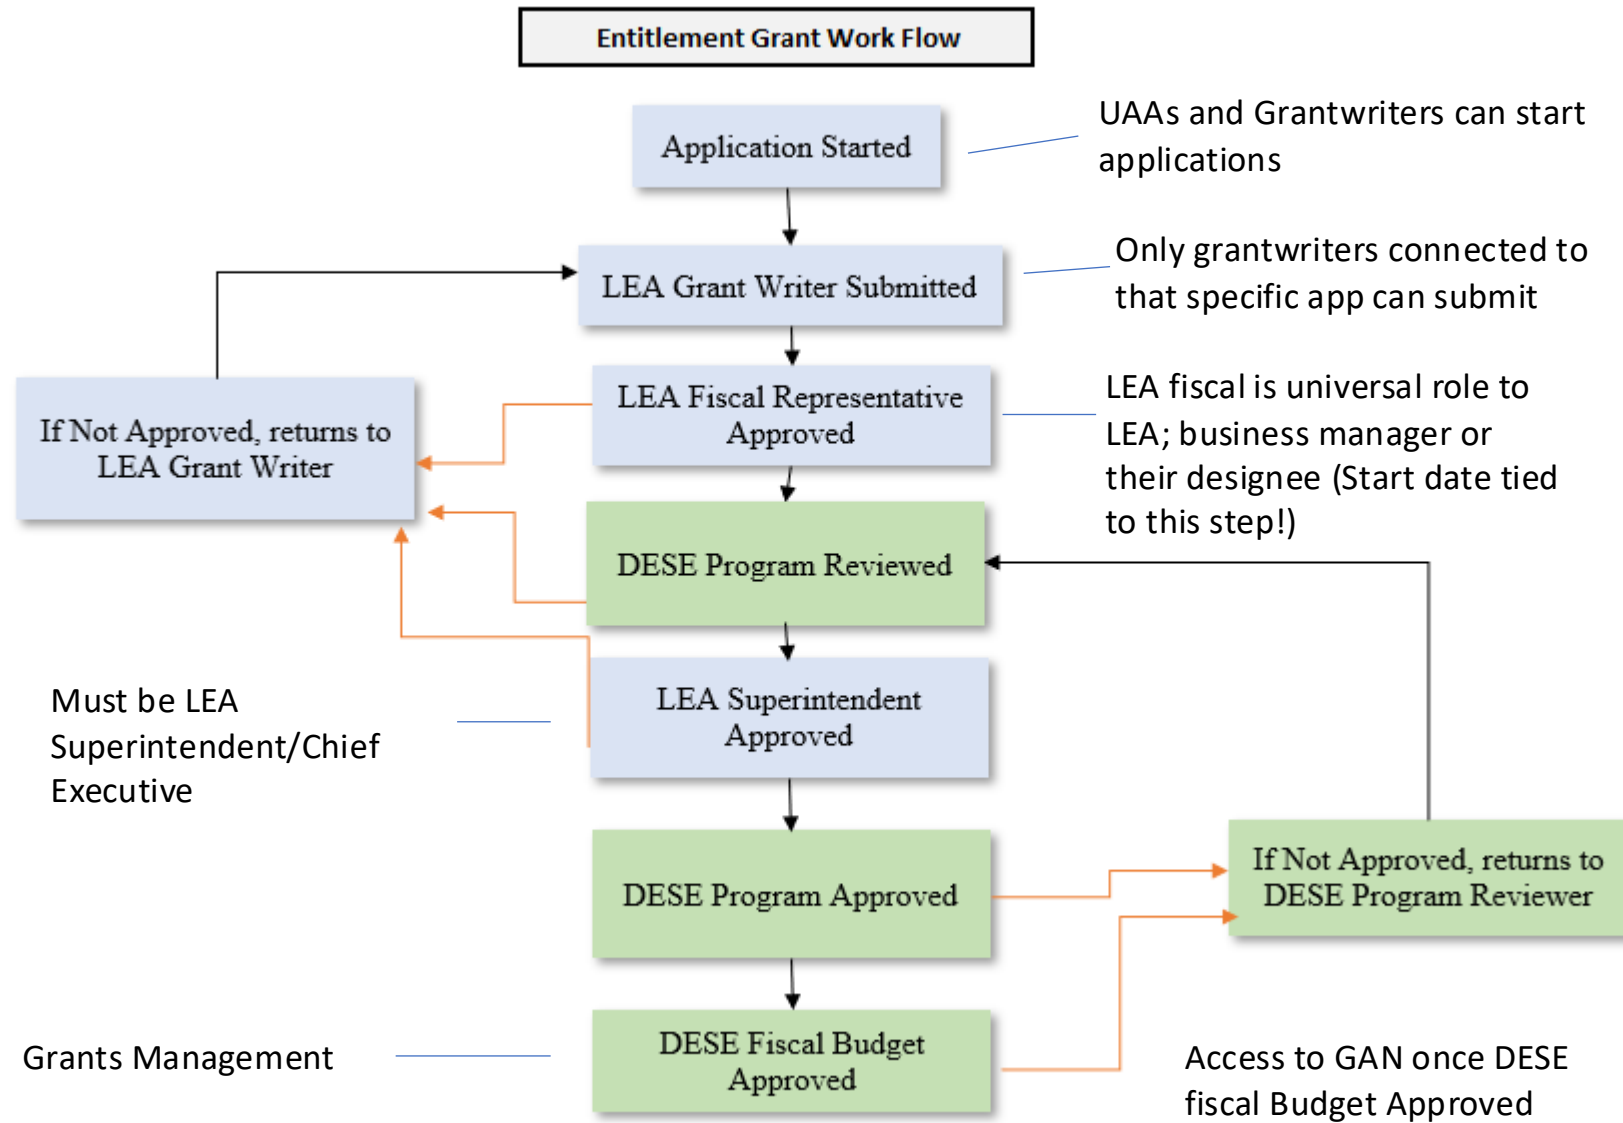 Entitlement Grant Work Flow
Application Started
UAAs and Grantwriters can start
applications
LEA Grant Writer Submitted
Only grantwriters connected to
that specific app can submit
If Not Approved, returns to
LEA Grant Writer
LEA Fiscal Representative
Approved
LEA fiscal is universal role to
LEA; business manager or
their designee (Start date tied
to this step!)
DESE Program Reviewed
Must be LEA
Superintendent/Chief
Executive
LEA Superintendent
Approved
DESE Program Approved
If Not Approved, returns to
DESE Program Reviewer
Grants Management
DESE Fiscal Budget
Approved
Access to GAN once DESE
fiscal Budget Approved